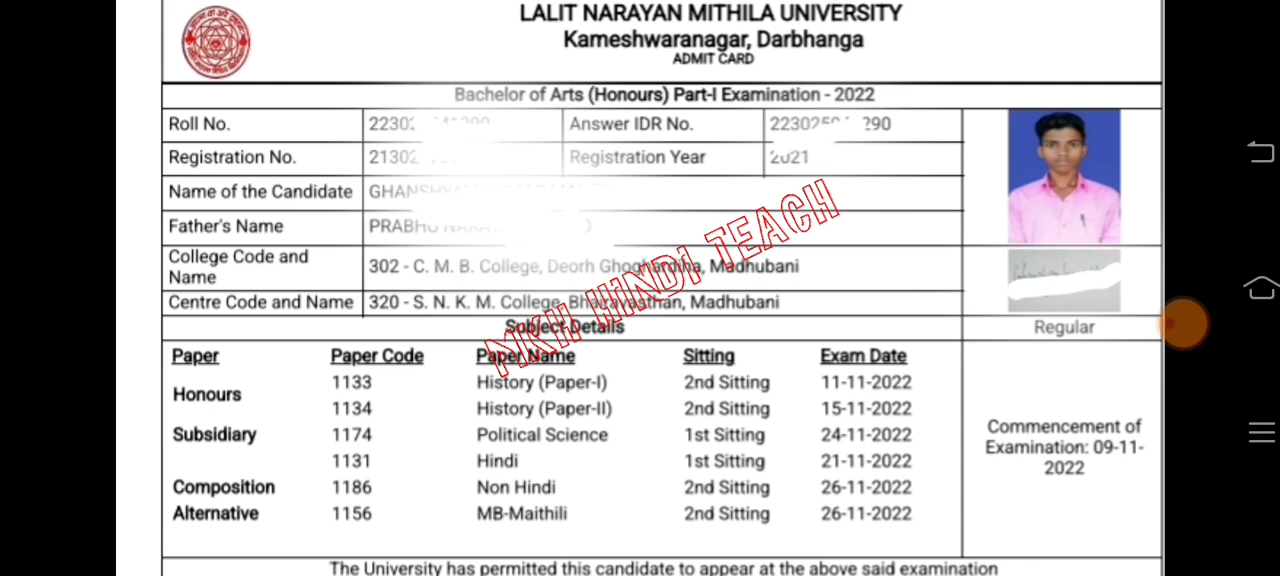 LALIT NARAYAN MITHILA UNIVERSITY
Kameshwaranagar, Darbhanga
ADMIT CARD
Bachelor of Arts (Honours) Part-I Examination - 2022
Roll No. Answer IDR No.
Registration No. Registration Year 2021
Name of the Candidate
Father's Name PRABHU
College Code and Name 302 - C. M. B. College, Deorh Ghoghardiha, Madhubani
Centre Code and Name 320 - S. N. K. M. College, Bhairavasthan, Madhubani
MKH HINDI TEACH
Subject Details Regular
Paper Paper Code Paper Name Sitting Exam Date
Honours 1133 History (Paper-I) 2nd Sitting 11-11-2022
1134 History (Paper-II) 2nd Sitting 15-11-2022
Subsidiary 1174 Political Science 1st Sitting 24-11-2022
1131 Hindi 1st Sitting 21-11-2022
Composition 1186 Non Hindi 2nd Sitting 26-11-2022
Alternative 1156 MB-Maithili 2nd Sitting 26-11-2022
Commencement of
Examination: 09-11-
2022
The University has permitted this candidate to appear at the above said examination